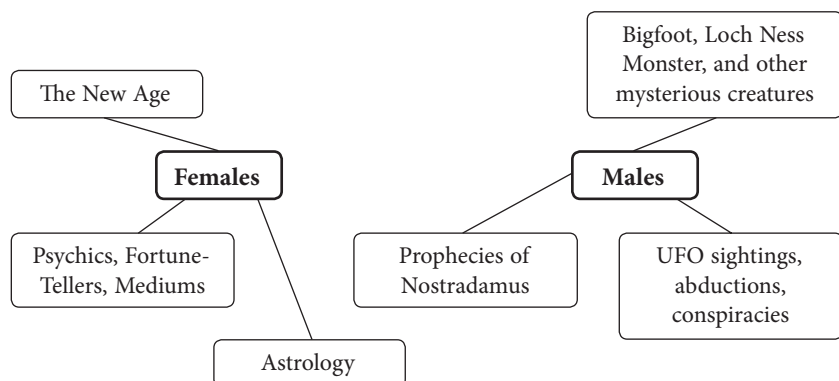 The New Age
Females
Psychics, Fortune-
Tellers, Mediums
Astrology
Bigfoot, Loch Ness
Monster, and other
mysterious creatures
Males
Prophecies of
Nostradamus
UFO sightings,
abductions,
conspiracies